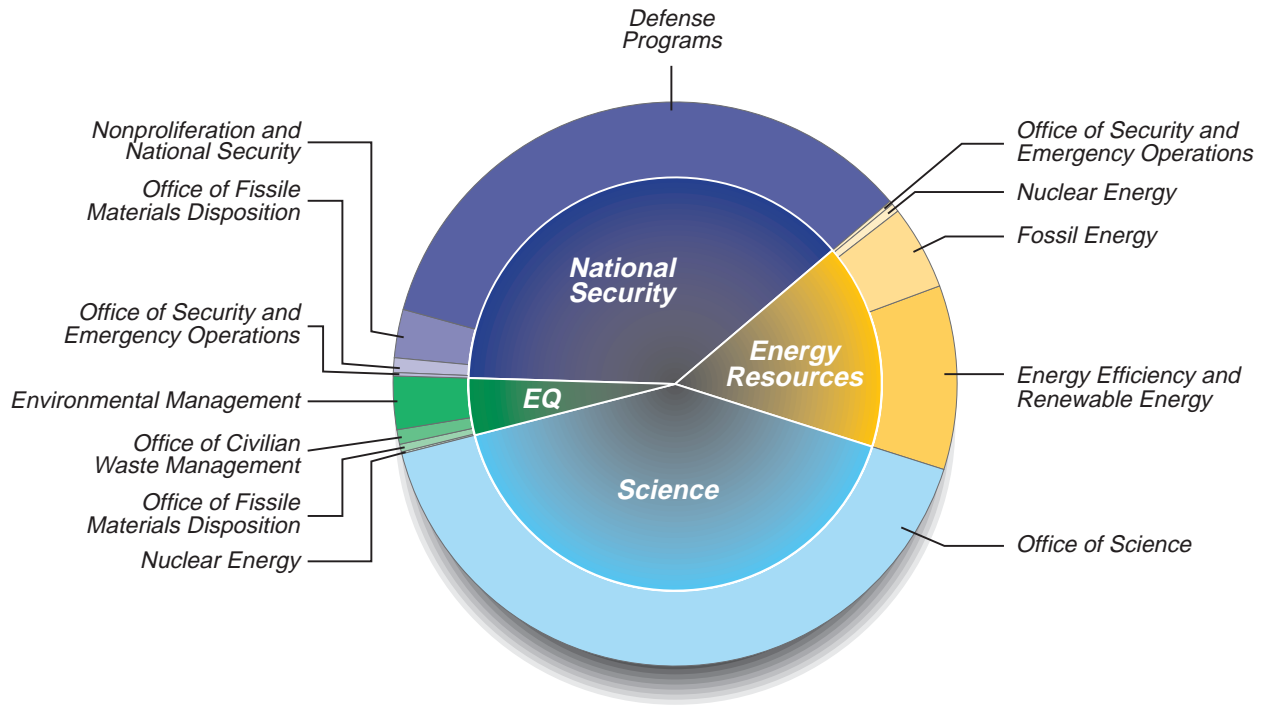 Defense
Programs
Nonproliferation and
National Security
Office of Fissile
Materials Disposition
Office of Security and
Emergency Operations
Environmental Management
Office of Civilian
Waste Management
Office of Fissile
Materials Disposition
Nuclear Energy
National
Security
Energy
Resources
EQ
Science
Office of Security and
Emergency Operations
Nuclear Energy
Fossil Energy
Energy Efficiency and
Renewable Energy
Office of Science